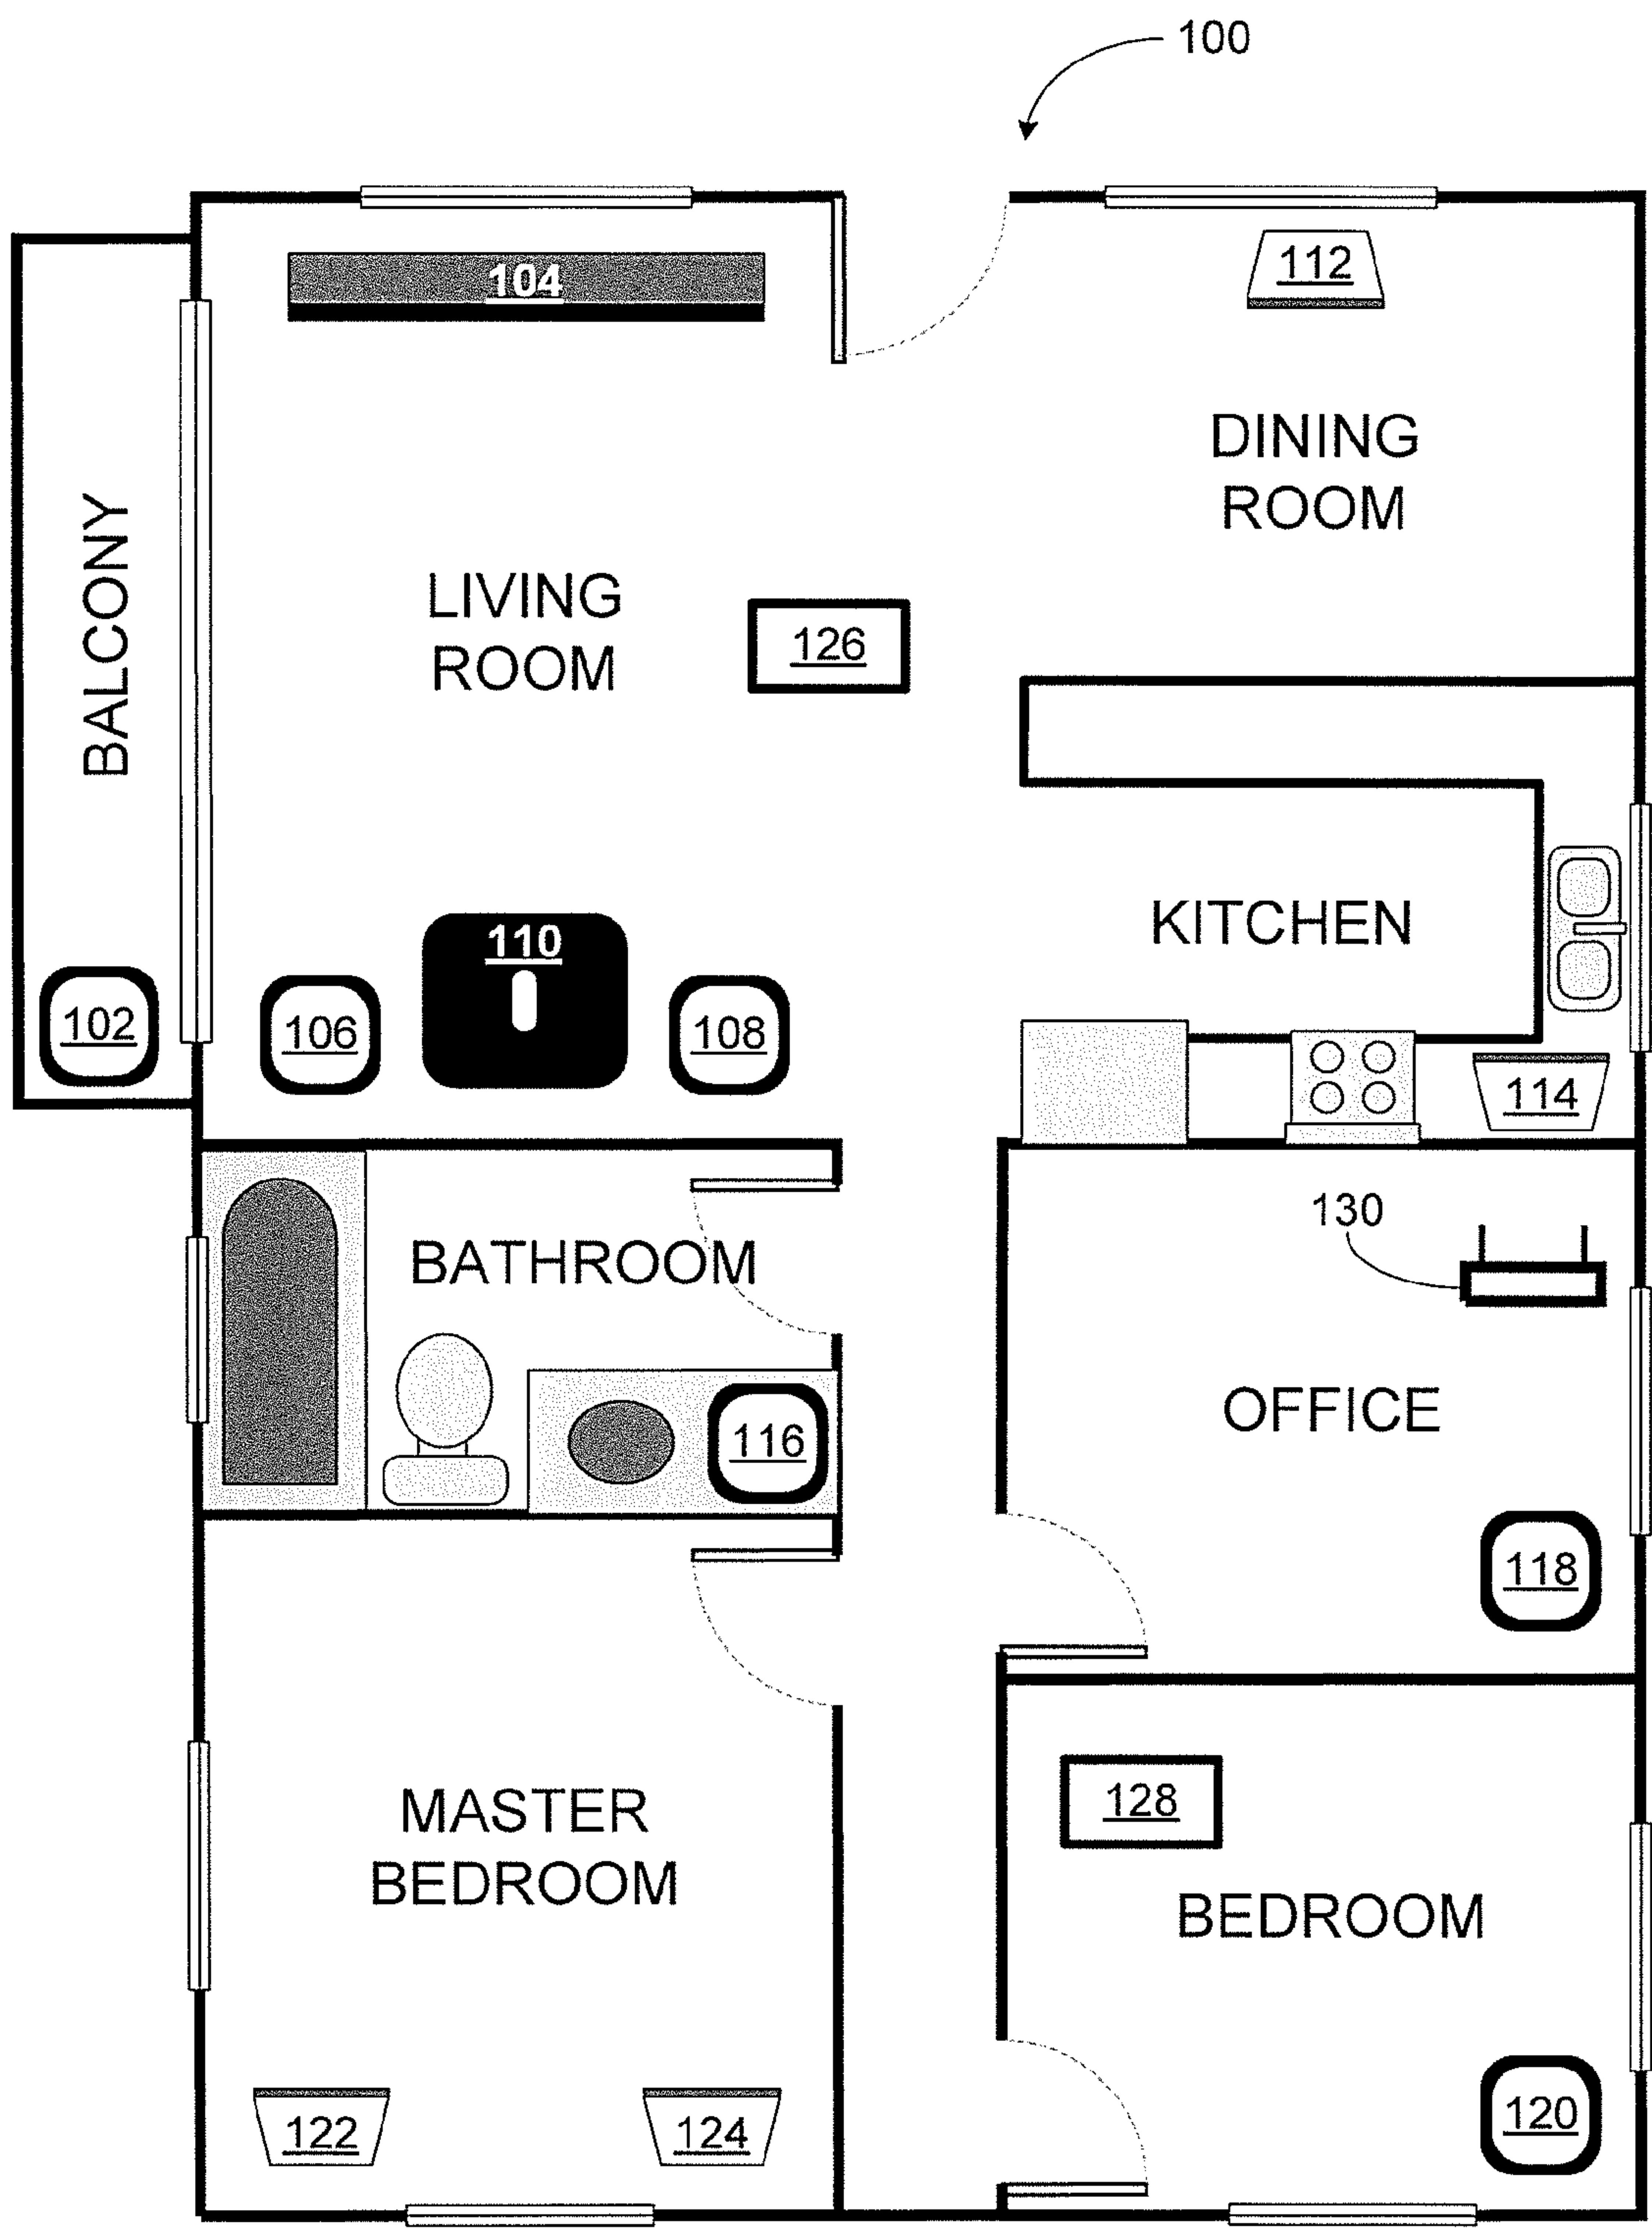 100
104
112
DINING
ROOM
BALCONY
LIVING
ROOM
126
KITCHEN
110
102
106
108
114
130
BATHROOM
OFFICE
116
118
128
MASTER
BEDROOM
BEDROOM
122
124
120